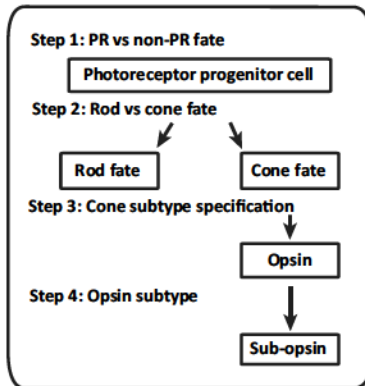 Step 1: PR vs non-PR fate
Photoreceptor progenitor cell
Step 2: Rod vs cone fate
Rod fate
Cone fate
Step 3: Cone subtype specification
Opsin
Step 4: Opsin subtype
Sub-opsin